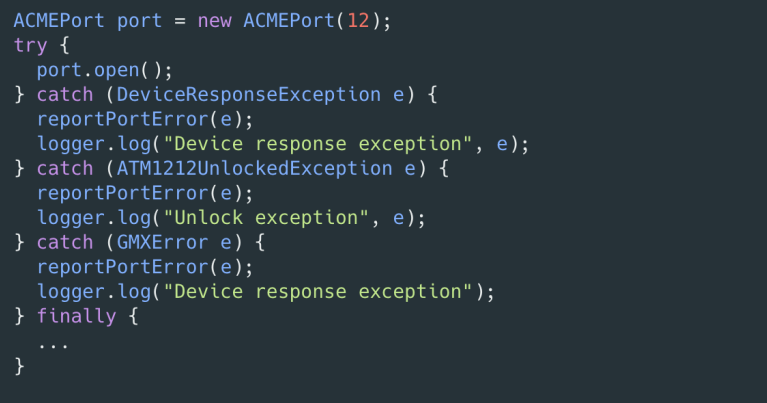 ACMEPort port = new ACMEPort(12);
try {
  port.open();
} catch (DeviceResponseException e) {
  reportPortError(e);
  logger.log("Device response exception", e);
} catch (ATM1212UnlockedException e) {
  reportPortError(e);
  logger.log("Unlock exception", e);
} catch (GMXError e) {
  reportPortError(e);
  logger.log("Device response exception");
} finally {
  ...
}